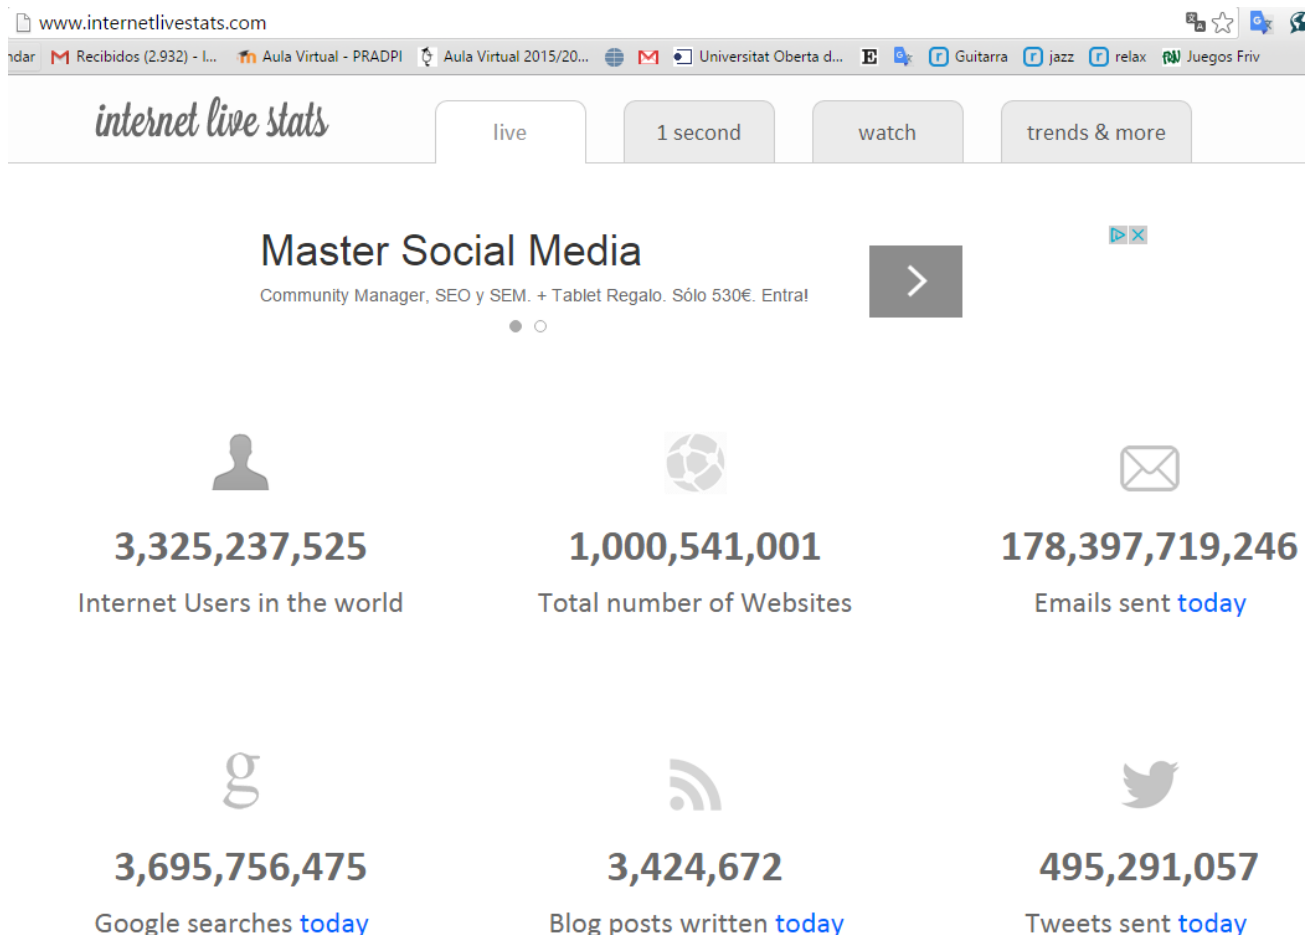 www.internetlivestats.com
ndar Recibidos (2.932) - I... Aula Virtual - PRADPI Aula Virtual 2015/20... Universitat Oberta d... E Guitarra jazz relax Juegos Friv
internet live stats live 1 second watch trends & more
Master Social Media
Community Manager, SEO y SEM. + Tablet Regalo. Sólo 530€. Entra!
3,325,237,525 1,000,541,001 178,397,719,246
Internet Users in the world Total number of Websites Emails sent today
g
3,695,756,475 3,424,672 495,291,057
Google searches today Blog posts written today Tweets sent today